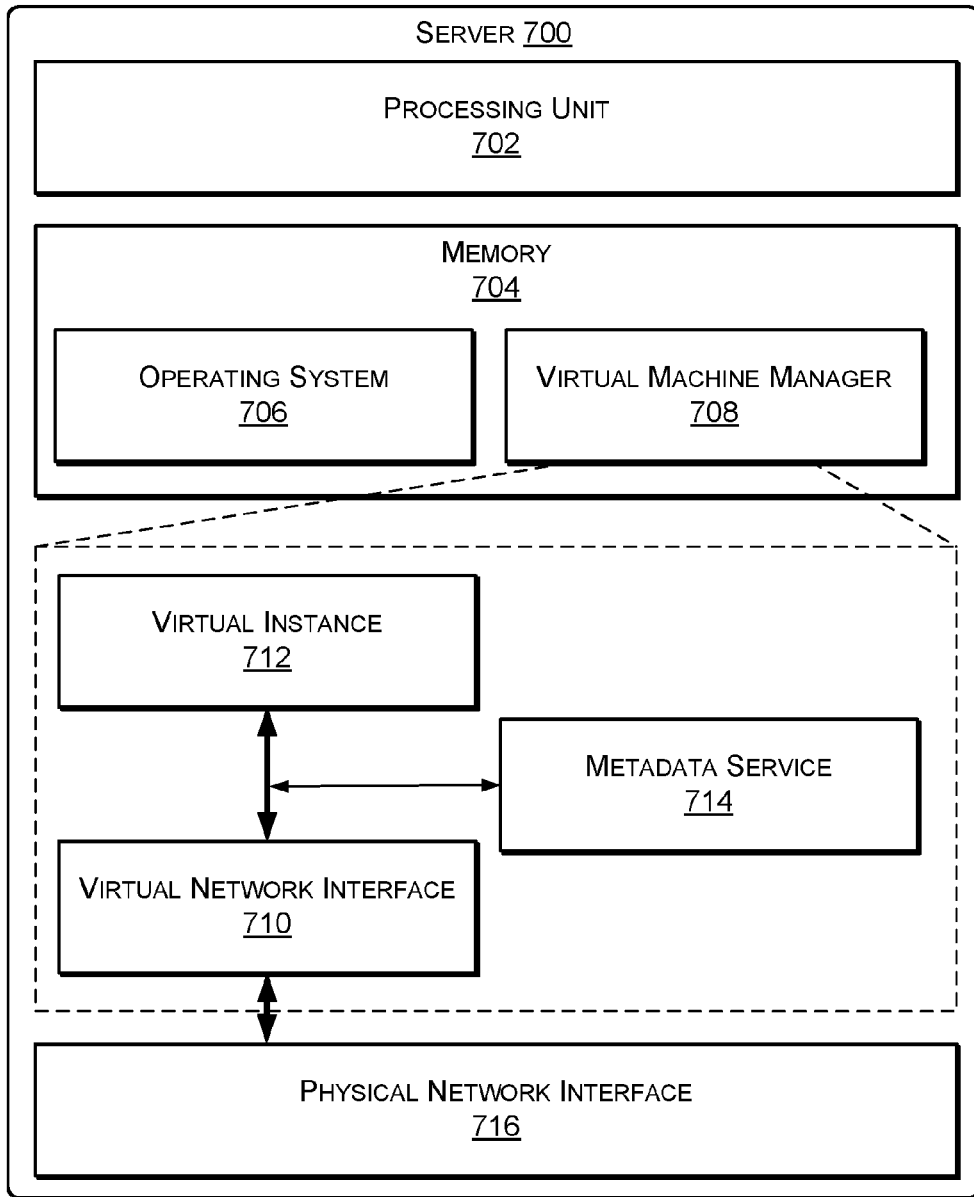 SERVER 700
PROCESSING UNIT
702
MEMORY
704
OPERATING SYSTEM
706
VIRTUAL MACHINE MANAGER
708
VIRTUAL INSTANCE
712
METADATA SERVICE
714
VIRTUAL NETWORK INTERFACE
710
PHYSICAL NETWORK INTERFACE
716